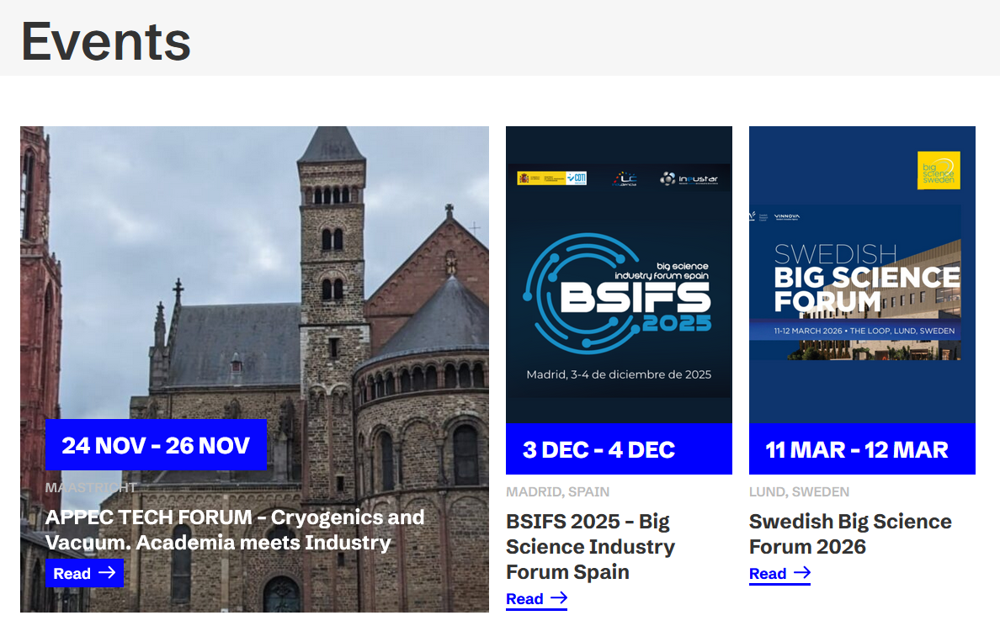 Events
24 NOV – 26 NOV
MAASTRICHT
APPEC TECH FORUM – Cryogenics and
Vacuum. Academia meets Industry
Read →
CDTI
ineustar
big science
industry forum spain
BSIFS
2025
Madrid, 3-4 de diciembre de 2025
3 DEC – 4 DEC
MADRID, SPAIN
BSIFS 2025 – Big
Science Industry
Forum Spain
Read →
big
science
sweden
VINNOVA
SWEDISH
BIG SCIENCE
FORUM
11-12 MARCH 2026 • THE LOOP, LUND, SWEDEN
11 MAR – 12 MAR
LUND, SWEDEN
Swedish Big Science
Forum 2026
Read →